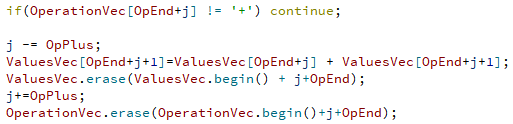 if(OperationVec[OpEnd+j] != '+') continue;
j -= OpPlus;
ValuesVec[OpEnd+j+1]=ValuesVec[OpEnd+j] + ValuesVec[OpEnd+j+1];
ValuesVec.erase(ValuesVec.begin() + j+OpEnd);
j+=OpPlus;
OperationVec.erase(OperationVec.begin()+j+OpEnd);